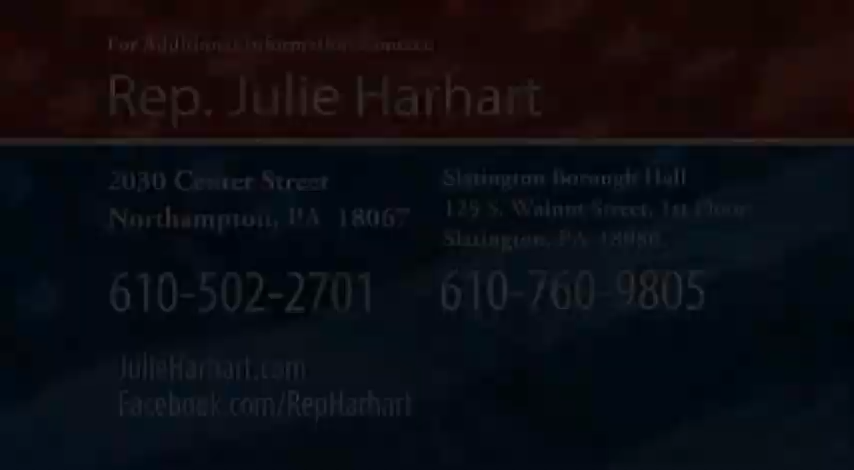 For Additional Information Contact:
Rep. Julie Harhart
2030 Center Street
Northampton, PA 18067
610-502-2701
Slatington Borough Hall
125 S. Walnut Street, 1st Floor
Slatington, PA 18080
610-760-9805
JulieHarhart.com
Facebook.com/RepHarhart